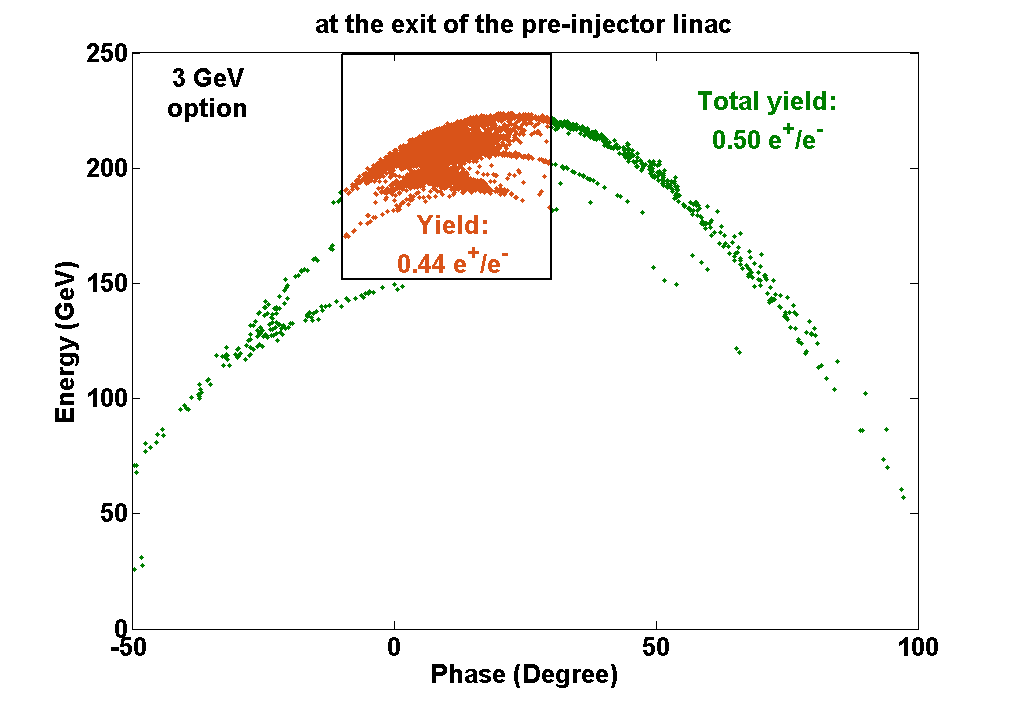 at the exit of the pre-injector linac
250
200
150
100
50
0
Energy (GeV)
3 GeV
option
Total yield:
0.50 e+/e-
Yield:
0.44 e+/e-
-50
0
50
100
Phase (Degree)